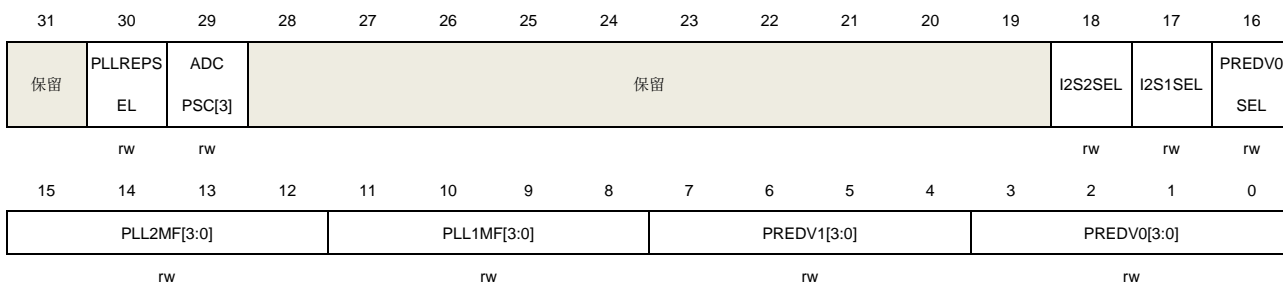 31 30 29 28 27 26 25 24 23 22 21 20 19 18 17 16
保留 PLLREPS EL ADC PSC[3] 保留 I2S2SEL I2S1SEL PREDV0 SEL
rw rw rw rw rw
15 14 13 12 11 10 9 8 7 6 5 4 3 2 1 0
PLL2MF[3:0] PLL1MF[3:0] PREDV1[3:0] PREDV0[3:0]
rw rw rw rw